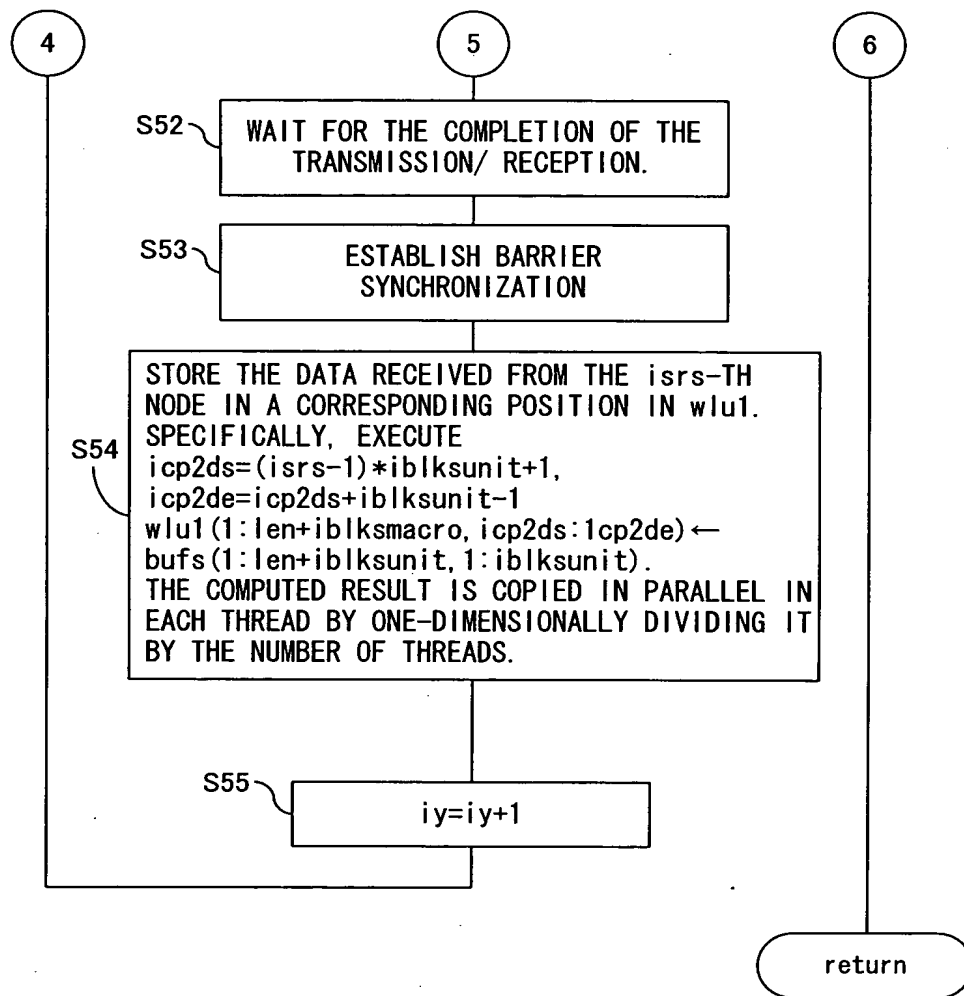 4
5
6
S52
WAIT FOR THE COMPLETION OF THE
TRANSMISSION/ RECEPTION.
S53
ESTABLISH BARRIER
SYNCHRONIZATION
S54
STORE THE DATA RECEIVED FROM THE isrs-TH
NODE IN A CORRESPONDING POSITION IN wlu1.
SPECIFICALLY, EXECUTE
icp2ds=(isrs-1)*iblksunit+1,
icp2de=icp2ds+iblksunit-1
wlu1(1:len+iblksmacro,icp2ds:1cp2de)←
bufs(1:len+iblksunit,1:iblksunit).
THE COMPUTED RESULT IS COPIED IN PARALLEL IN
EACH THREAD BY ONE-DIMENSIONALLY DIVIDING IT
BY THE NUMBER OF THREADS.
S55
iy=iy+1
return